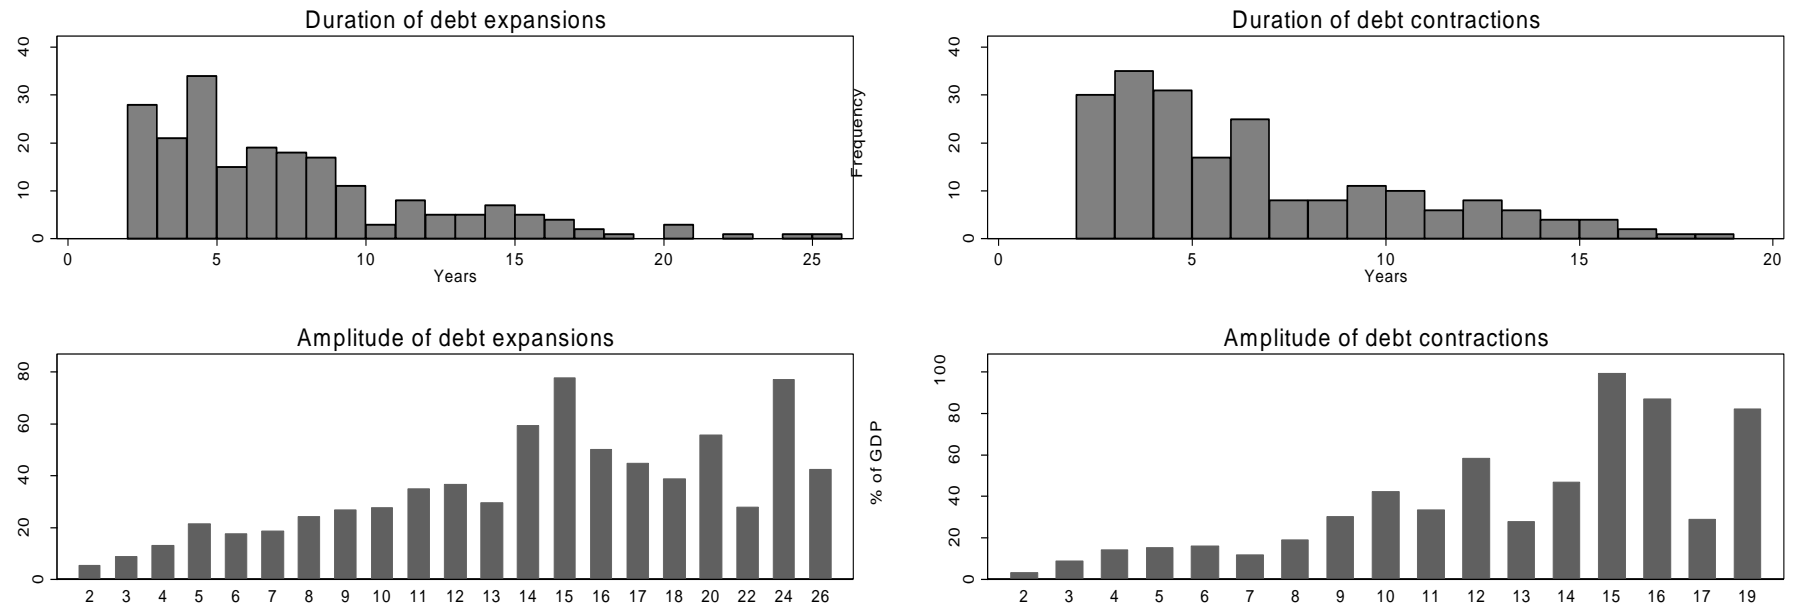 Duration of debt expansions
40
30
20
10
0
0 5 10 15 20 25
Years
Duration of debt contractions
Frequency
40
30
20
10
0
0 5 10 15 20
Years
Amplitude of debt expansions
80
60
40
20
0
2 3 4 5 6 7 8 9 10 11 12 13 14 15 16 17 18 20 22 24 26
Amplitude of debt contractions
% of GDP
100
80
60
40
20
0
2 3 4 5 6 7 8 9 10 11 12 13 14 15 16 17 19